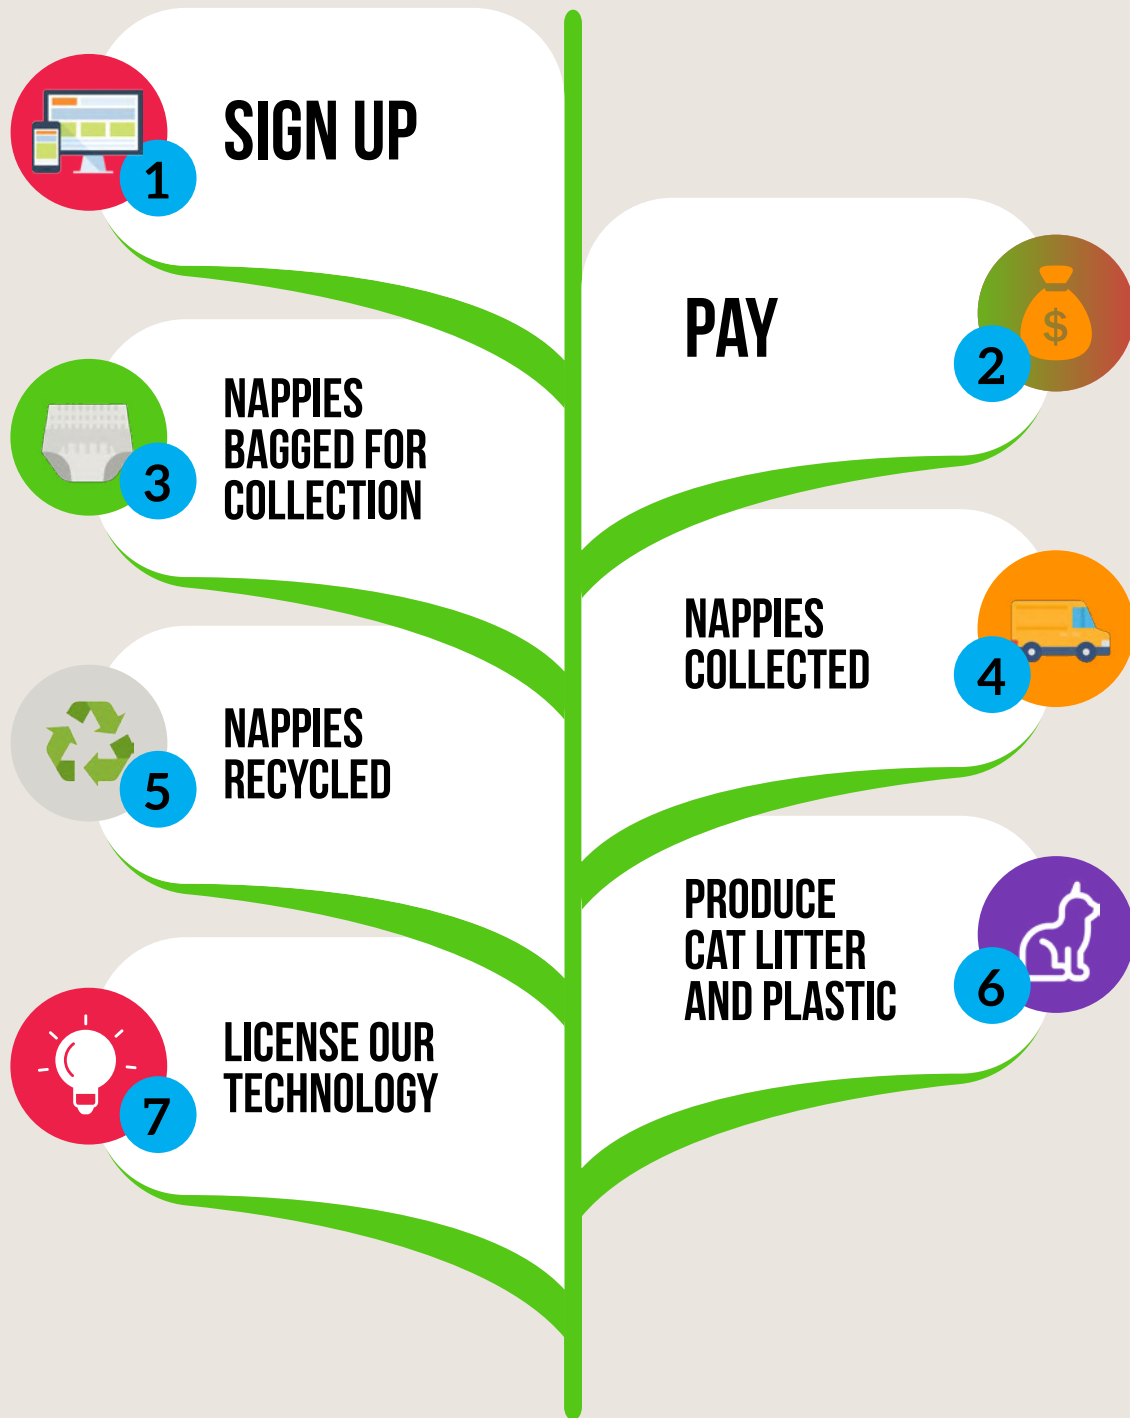 1
SIGN UP
2
PAY
$
3
NAPPIES
BAGGED FOR
COLLECTION
4
NAPPIES
COLLECTED
5
NAPPIES
RECYCLED
6
PRODUCE
CAT LITTER
AND PLASTIC
7
LICENSE OUR
TECHNOLOGY